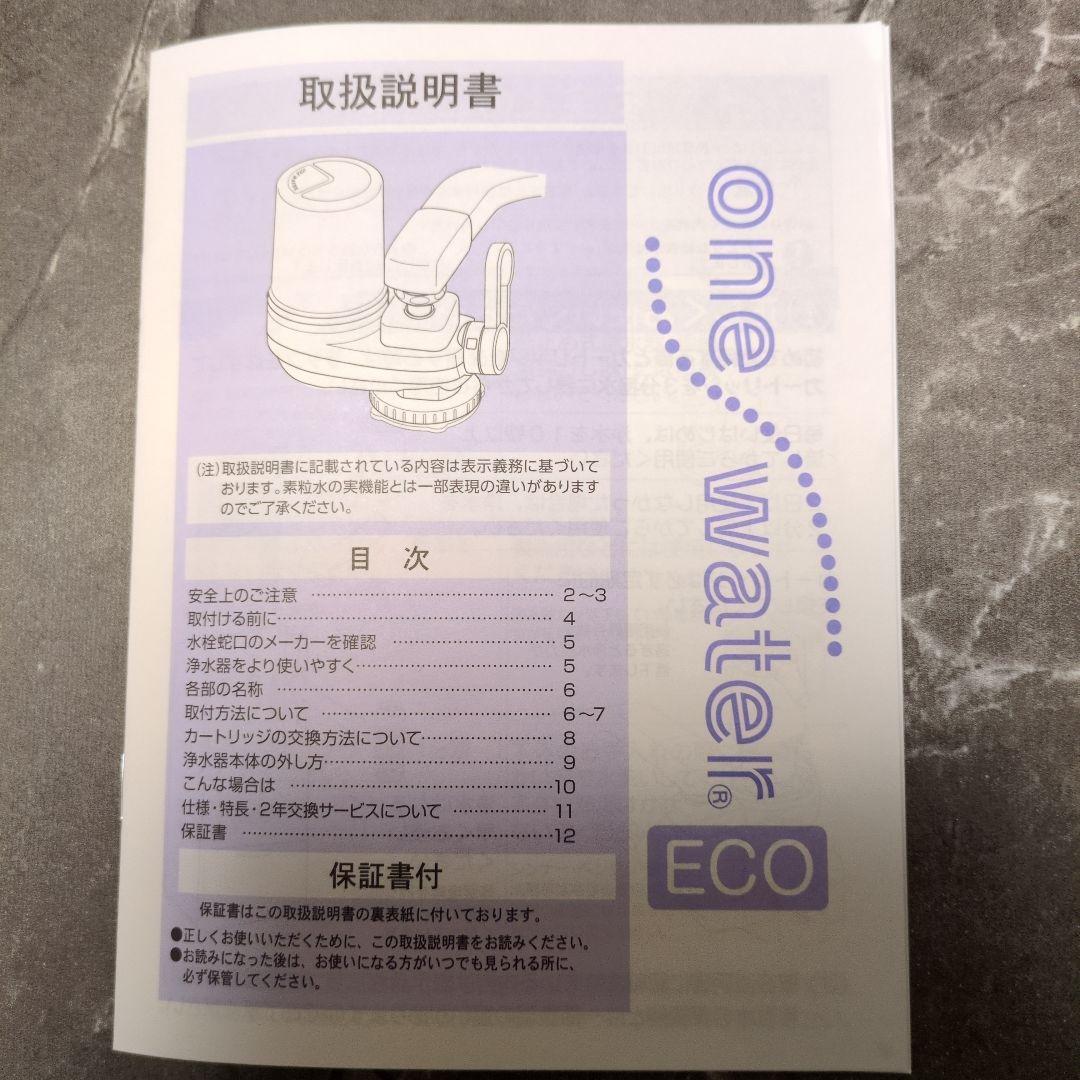 取扱説明書
(注)取扱説明書に記載されている内容は表示義務に基づいて
おります。素粒水の実機能とは一部表現の違いがあります
のでご了承ください。
目 次
安全上のご注意 ………………………………… 2～3
取付ける前に………………………………………… 4
水栓蛇口のメーカーを確認 ………………………… 5
浄水器をより使いやすく…………………………… 5
各部の名称 ………………………………………… 6
取付方法について ……………………………… 6～7
カートリッジの交換方法について………………… 8
浄水器本体の外し方………………………………… 9
こんな場合は ………………………………………10
仕様・特長・2年交換サービスについて …………… 11
保証書 ………………………………………………12
保証書付
保証書はこの取扱説明書の裏表紙に付いております。
●正しくお使いいただくために、この取扱説明書をお読みください。
●お読みになった後は、お使いになる方がいつでも見られる所に、
必ず保管してください。
one water®
ECO